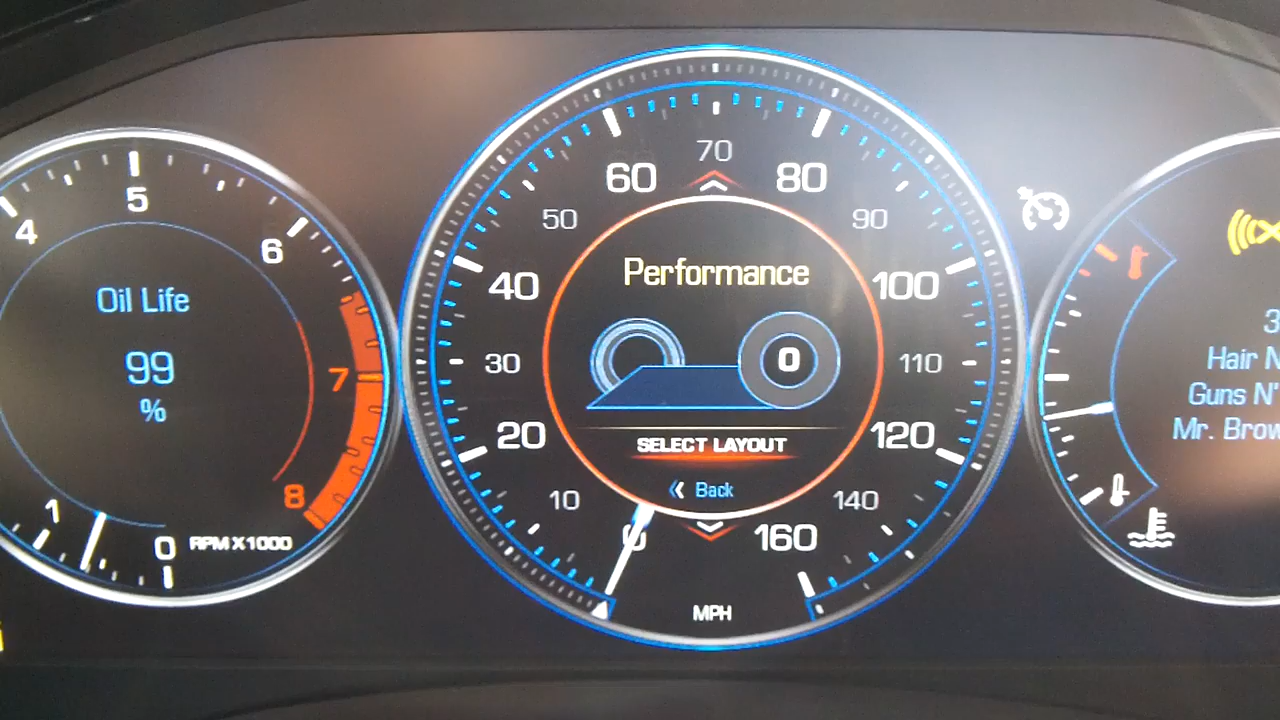 4
5
6
7
8
Oil Life
99
%
1
0
RPM X1000
0
10
20
30
40
50
60
70
80
90
100
110
120
140
160
MPH
Performance
0
SELECT LAYOUT
« Back
3
Hair N
Guns N'
Mr. Brow